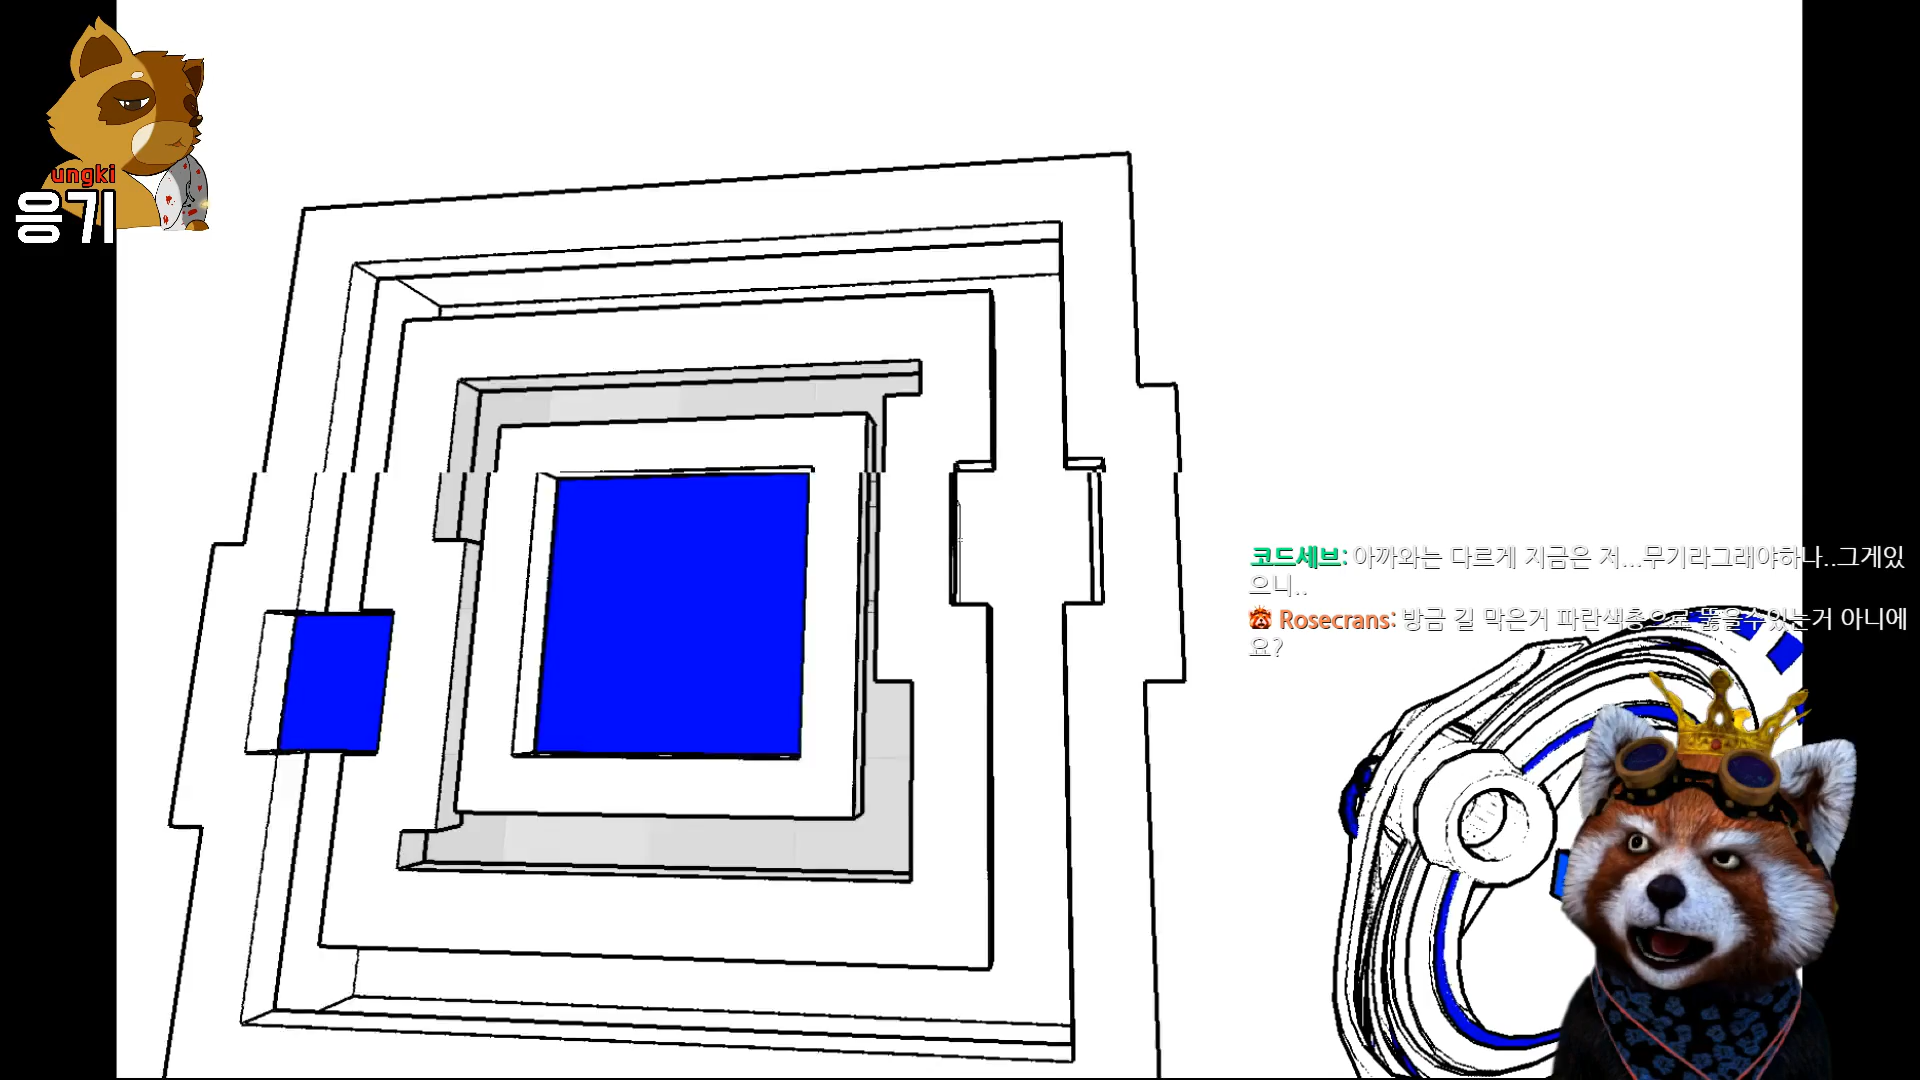 ungki
응기
코드세브: 아까와는 다르게 지금은 저...무기라그래야하나..그게있
으니..
Rosecrans: 방금 길 막은거 파란색총으로 뚫을수있는거 아니에
요?